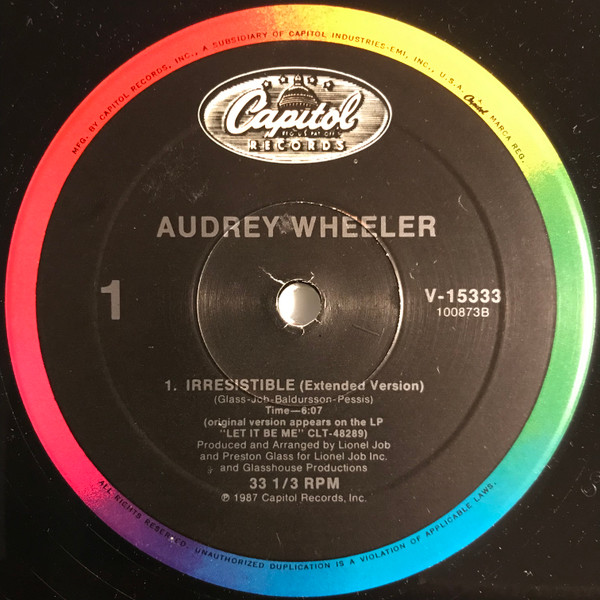 MFG. BY CAPITOL RECORDS, INC., A SUBSIDIARY OF CAPITOL INDUSTRIES-EMI, INC., U.S.A. Capitol MARCA REG.
Capitol
RECORDS
AUDREY WHEELER
1
V-15333
100873B
1. IRRESISTIBLE (Extended Version)
(Glass-Job-Baldursson-Pessis)
Time—6:07
(original version appears on the LP
"LET IT BE ME" CLT-48289)
Produced and Arranged by Lionel Job
and Preston Glass for Lionel Job Inc.
and Glasshouse Productions
33 1/3 RPM
℗ 1987 Capitol Records, Inc.
ALL RIGHTS RESERVED. UNAUTHORIZED DUPLICATION IS A VIOLATION OF APPLICABLE LAWS.